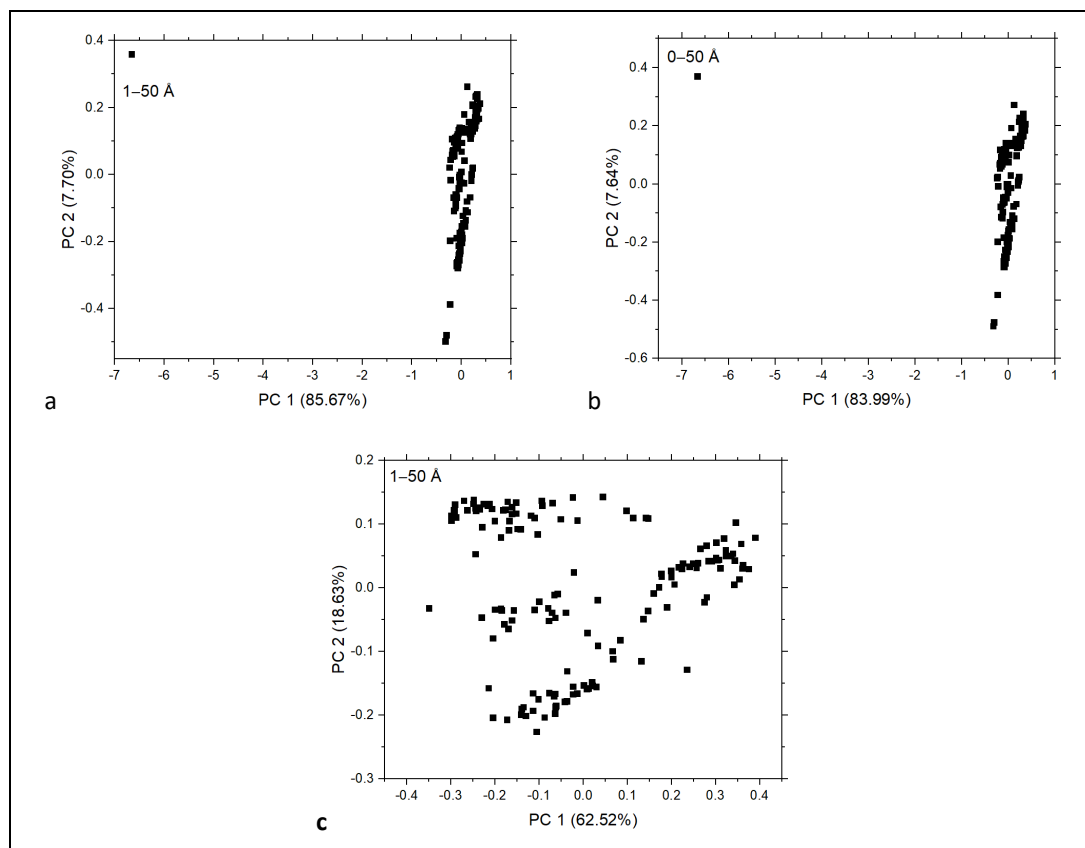 0.4
0.2
0.0
-0.2
-0.4
PC 2 (7.70%)
1–50 Å
-7 -6 -5 -4 -3 -2 -1 0 1
PC 1 (85.67%)
a
0.4
0.2
0.0
-0.2
-0.4
-0.6
PC 2 (7.64%)
0–50 Å
-7 -6 -5 -4 -3 -2 -1 0 1
PC 1 (83.99%)
b
0.2
0.1
0.0
-0.1
-0.2
-0.3
PC 2 (18.63%)
1–50 Å
-0.4 -0.3 -0.2 -0.1 0.0 0.1 0.2 0.3 0.4
PC 1 (62.52%)
c